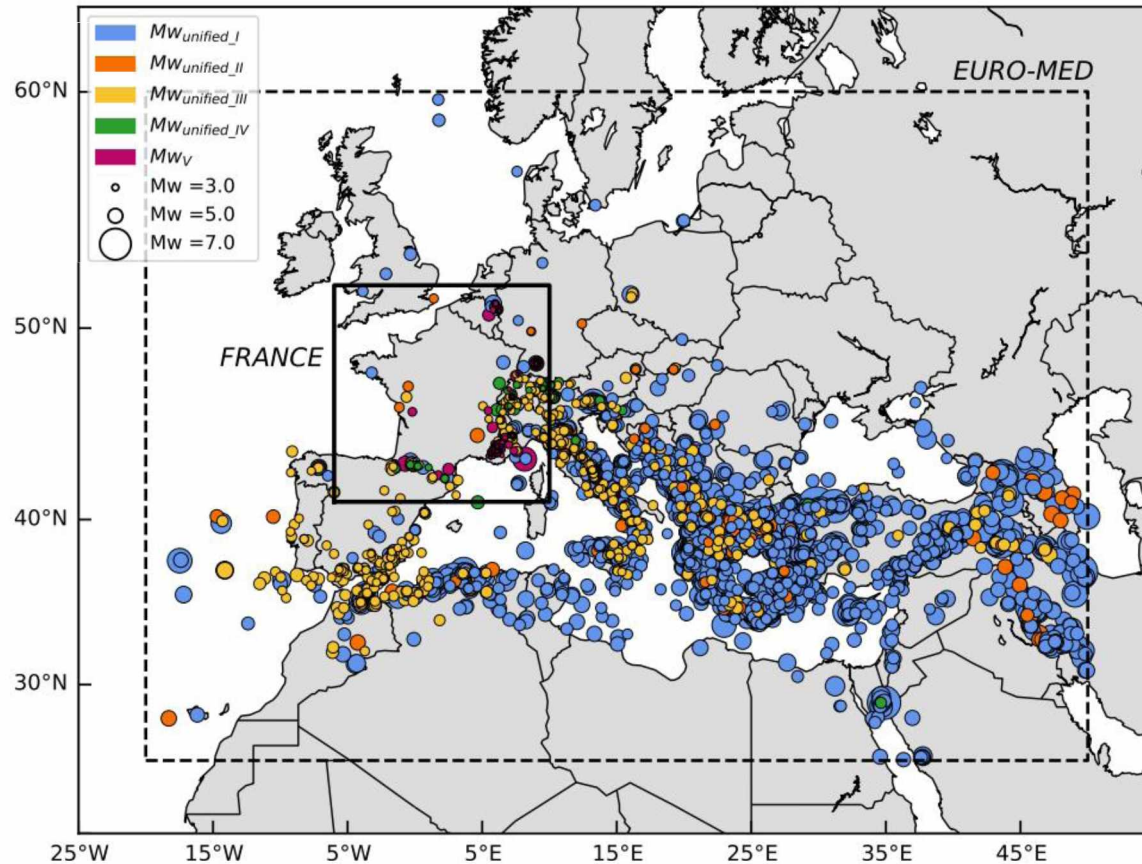 Mw_unified_I
Mw_unified_II
Mw_unified_III
Mw_unified_IV
Mw_V
Mw =3.0
Mw =5.0
Mw =7.0
EURO-MED
FRANCE
60°N
50°N
40°N
30°N
25°W 15°W 5°W 5°E 15°E 25°E 35°E 45°E